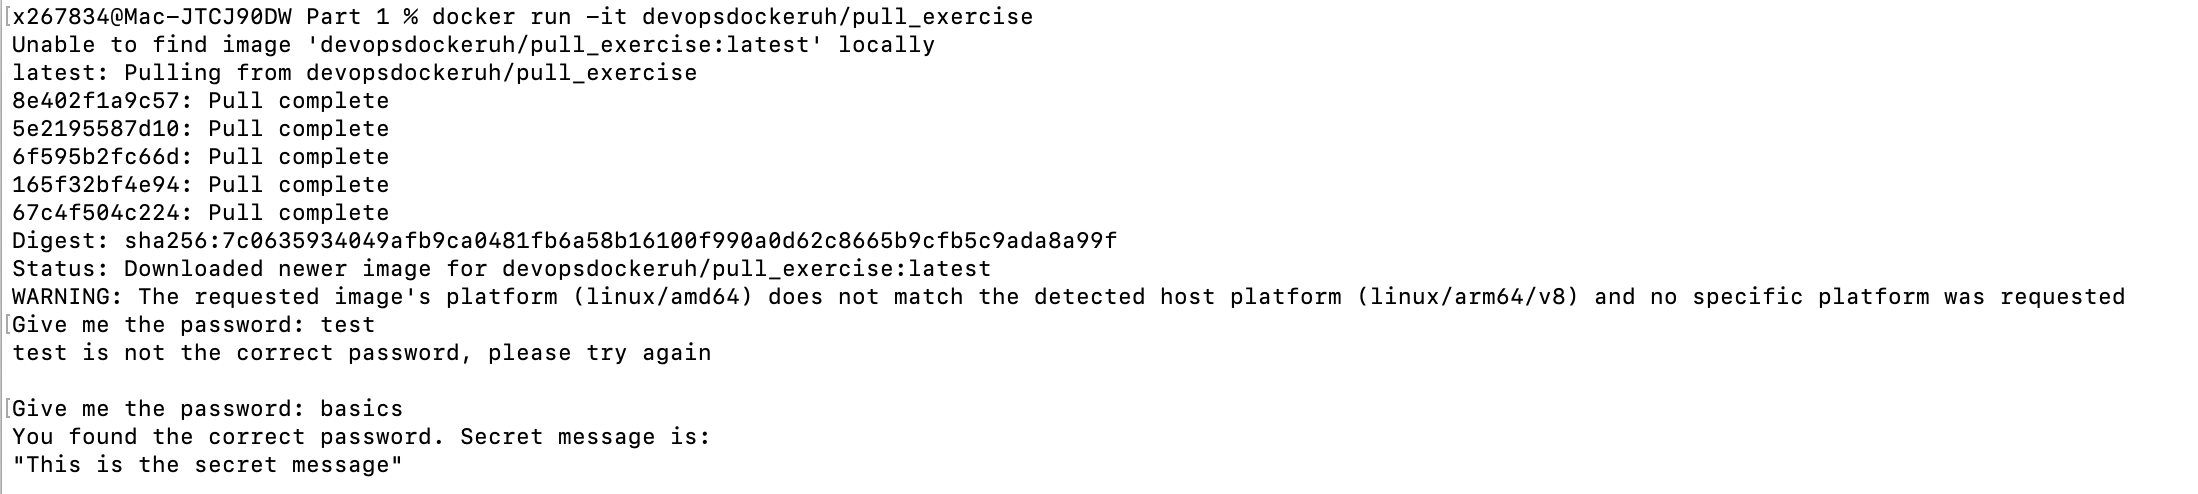 [x267834@Mac-JTCJ90DW Part 1 % docker run -it devopsdockeruh/pull_exercise
Unable to find image 'devopsdockeruh/pull_exercise:latest' locally
latest: Pulling from devopsdockeruh/pull_exercise
8e402f1a9c57: Pull complete
5e2195587d10: Pull complete
6f595b2fc66d: Pull complete
165f32bf4e94: Pull complete
67c4f504c224: Pull complete
Digest: sha256:7c0635934049afb9ca0481fb6a58b16100f990a0d62c8665b9cfb5c9ada8a99f
Status: Downloaded newer image for devopsdockeruh/pull_exercise:latest
WARNING: The requested image's platform (linux/amd64) does not match the detected host platform (linux/arm64/v8) and no specific platform was requested
[Give me the password: test
test is not the correct password, please try again
[Give me the password: basics
You found the correct password. Secret message is:
"This is the secret message"